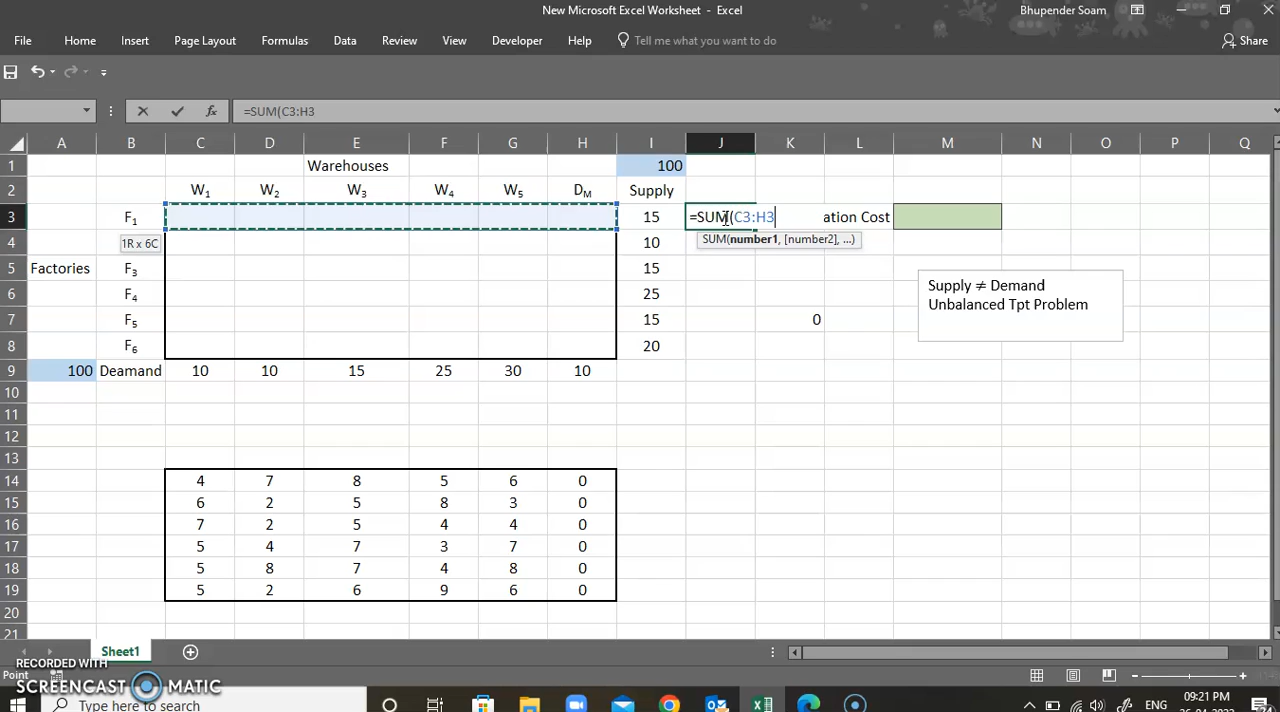 New Microsoft Excel Worksheet - Excel
Bhupender Soam
File Home Insert Page Layout Formulas Data Review View Developer Help Tell me what you want to do Share
=SUM(C3:H3
A B C D E F G H I J K L M N O P Q
1 Warehouses 100
2 W₁ W₂ W₃ W₄ W₅ D_M Supply
3 F₁ 15 =SUM(C3:H3 ation Cost
SUM(number1, [number2], ...)
1R x 6C
4 10
5 Factories F₃ 15
Supply ≠ Demand
Unbalanced Tpt Problem
6 F₄ 25
7 F₅ 15 0
8 F₆ 20
9 100 Deamand 10 10 15 25 30 10
10
11
12
13
14 4 7 8 5 6 0
15 6 2 5 8 3 0
16 7 2 5 4 4 0
17 5 4 7 3 7 0
18 5 8 7 4 8 0
19 5 2 6 9 6 0
20
21
Sheet1
RECORDED WITH
SCREENCAST MATIC
Point
Type here to search
ENG
09:21 PM